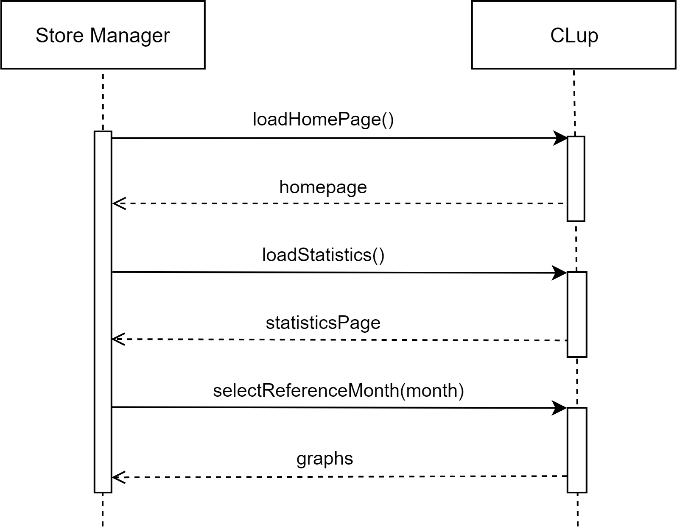 Store Manager
CLup
loadHomePage()
homepage
loadStatistics()
statisticsPage
selectReferenceMonth(month)
graphs